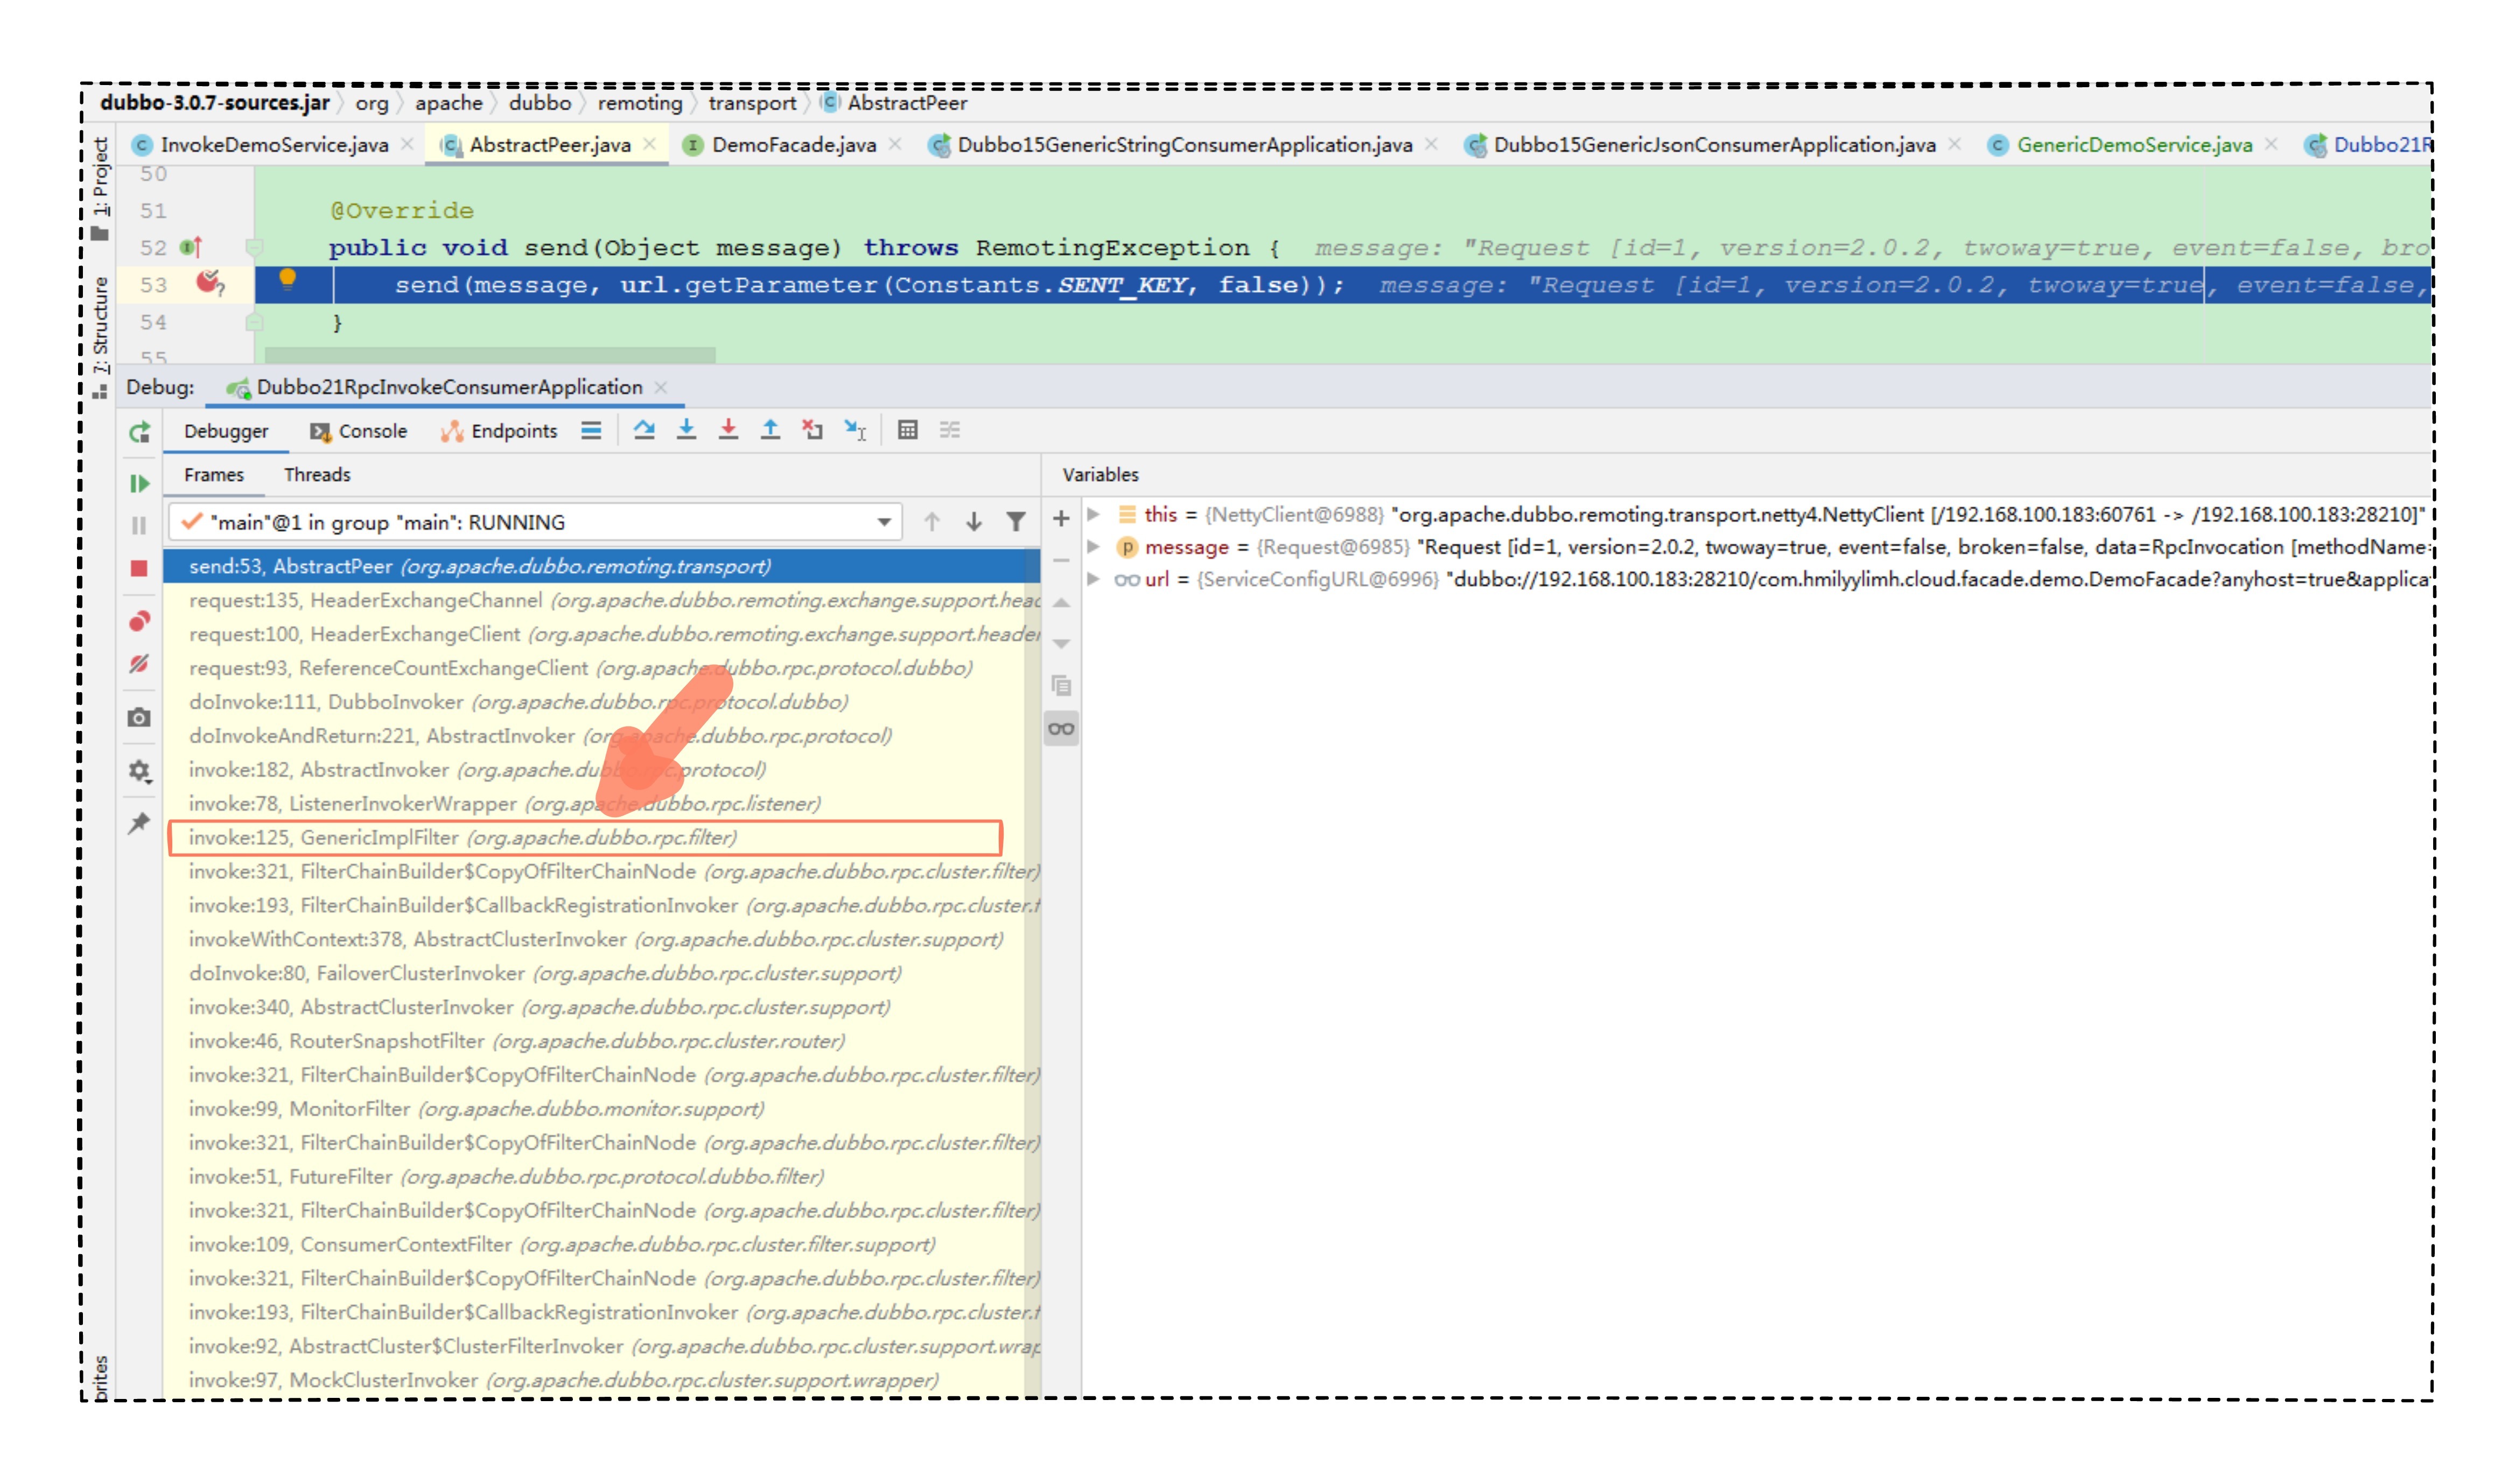 dubbo-3.0.7-sources.jar 〉 org 〉 apache 〉 dubbo 〉 remoting 〉 transport 〉 C AbstractPeer
InvokeDemoService.java AbstractPeer.java DemoFacade.java Dubbo15GenericStringConsumerApplication.java Dubbo15GenericJsonConsumerApplication.java GenericDemoService.java Dubbo21R
1: Project
7: Structure
50
51 @Override
52 public void send(Object message) throws RemotingException { message: "Request [id=1, version=2.0.2, twoway=true, event=false, bro
53 send(message, url.getParameter(Constants.SENT_KEY, false)); message: "Request [id=1, version=2.0.2, twoway=true, event=false,
54 }
55
Debug: Dubbo21RpcInvokeConsumerApplication
Debugger Console Endpoints
Frames Threads
Variables
"main"@1 in group "main": RUNNING
this = {NettyClient@6988} "org.apache.dubbo.remoting.transport.netty4.NettyClient [/192.168.100.183:60761 -> /192.168.100.183:28210]"
message = {Request@6985} "Request [id=1, version=2.0.2, twoway=true, event=false, broken=false, data=RpcInvocation [methodName=
url = {ServiceConfigURL@6996} "dubbo://192.168.100.183:28210/com.hmilyylimh.cloud.facade.demo.DemoFacade?anyhost=true&applica
send:53, AbstractPeer (org.apache.dubbo.remoting.transport)
request:135, HeaderExchangeChannel (org.apache.dubbo.remoting.exchange.support.head
request:100, HeaderExchangeClient (org.apache.dubbo.remoting.exchange.support.header
request:93, ReferenceCountExchangeClient (org.apache.dubbo.rpc.protocol.dubbo)
doInvoke:111, DubboInvoker (org.apache.dubbo.rpc.protocol.dubbo)
doInvokeAndReturn:221, AbstractInvoker (org.apache.dubbo.rpc.protocol)
invoke:182, AbstractInvoker (org.apache.dubbo.rpc.protocol)
invoke:78, ListenerInvokerWrapper (org.apache.dubbo.rpc.listener)
invoke:125, GenericImplFilter (org.apache.dubbo.rpc.filter)
invoke:321, FilterChainBuilder$CopyOfFilterChainNode (org.apache.dubbo.rpc.cluster.filter)
invoke:193, FilterChainBuilder$CallbackRegistrationInvoker (org.apache.dubbo.rpc.cluster.f
invokeWithContext:378, AbstractClusterInvoker (org.apache.dubbo.rpc.cluster.support)
doInvoke:80, FailoverClusterInvoker (org.apache.dubbo.rpc.cluster.support)
invoke:340, AbstractClusterInvoker (org.apache.dubbo.rpc.cluster.support)
invoke:46, RouterSnapshotFilter (org.apache.dubbo.rpc.cluster.router)
invoke:321, FilterChainBuilder$CopyOfFilterChainNode (org.apache.dubbo.rpc.cluster.filter)
invoke:99, MonitorFilter (org.apache.dubbo.monitor.support)
invoke:321, FilterChainBuilder$CopyOfFilterChainNode (org.apache.dubbo.rpc.cluster.filter)
invoke:51, FutureFilter (org.apache.dubbo.rpc.protocol.dubbo.filter)
invoke:321, FilterChainBuilder$CopyOfFilterChainNode (org.apache.dubbo.rpc.cluster.filter)
invoke:109, ConsumerContextFilter (org.apache.dubbo.rpc.cluster.filter.support)
invoke:321, FilterChainBuilder$CopyOfFilterChainNode (org.apache.dubbo.rpc.cluster.filter)
invoke:193, FilterChainBuilder$CallbackRegistrationInvoker (org.apache.dubbo.rpc.cluster.f
invoke:92, AbstractCluster$ClusterFilterInvoker (org.apache.dubbo.rpc.cluster.support.wrap
invoke:97, MockClusterInvoker (org.apache.dubbo.rpc.cluster.support.wrapper)
orites